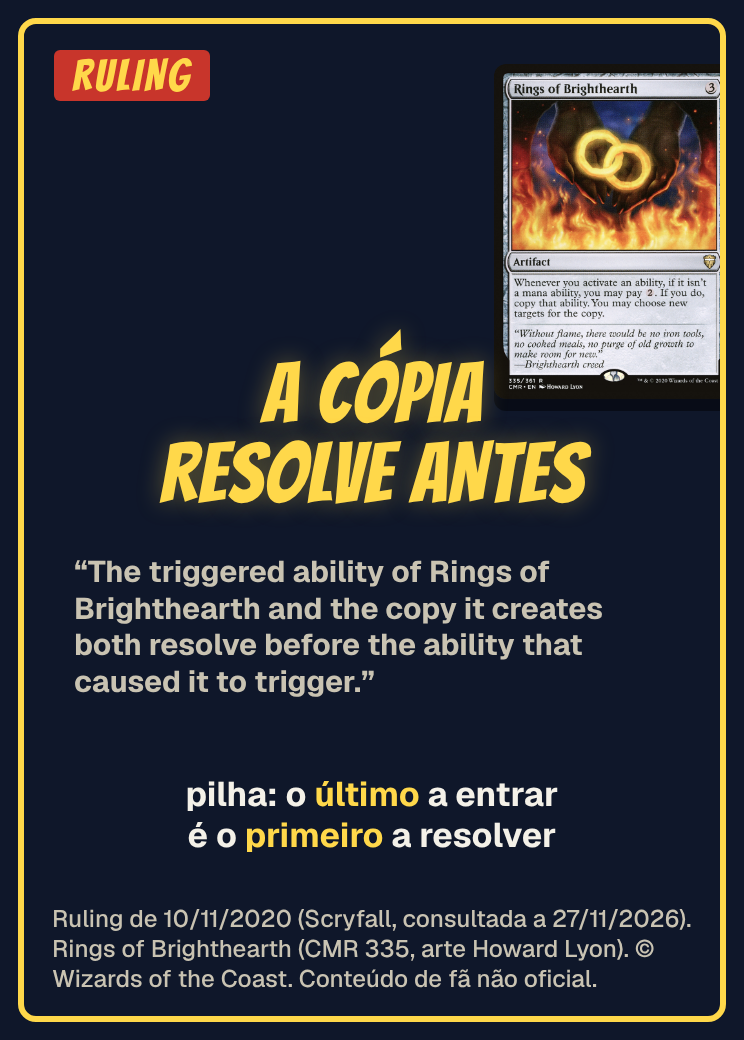 RULING
Rings of Brighthearth 3
Artifact
Whenever you activate an ability, if it isn't
a mana ability, you may pay 2. If you do,
copy that ability. You may choose new
targets for the copy.
"Without flame, there would be no iron tools,
no cooked meals, no purge of old growth to
make room for new."
—Brighthearth creed
335/361 R
CMR • EN Howard Lyon
™ & © 2020 Wizards of the Coast
A CÓPIA
RESOLVE ANTES
“The triggered ability of Rings of
Brighthearth and the copy it creates
both resolve before the ability that
caused it to trigger.”
pilha: o último a entrar
é o primeiro a resolver
Ruling de 10/11/2020 (Scryfall, consultada a 27/11/2026).
Rings of Brighthearth (CMR 335, arte Howard Lyon). ©
Wizards of the Coast. Conteúdo de fã não oficial.